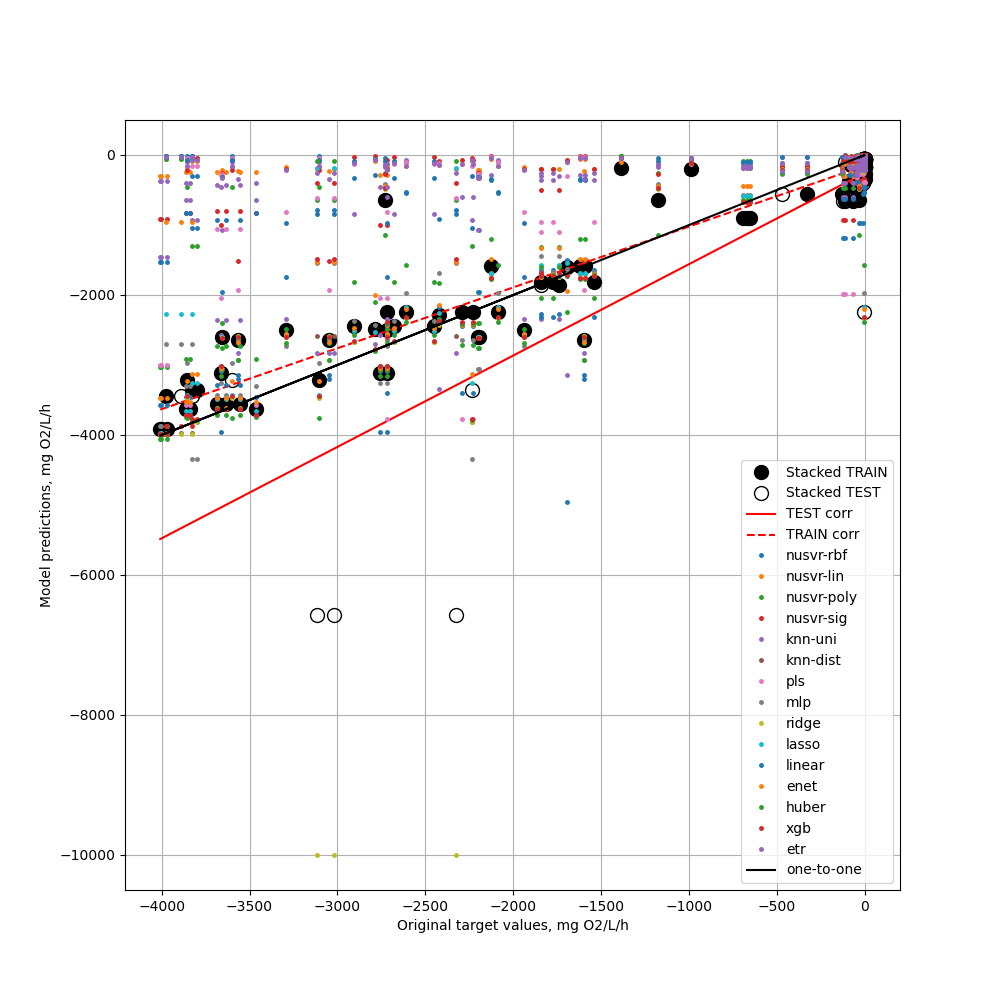 0
−2000
−4000
−6000
−8000
−10000
Model predictions, mg O2/L/h
−4000 −3500 −3000 −2500 −2000 −1500 −1000 −500 0
Original target values, mg O2/L/h
Stacked TRAIN
Stacked TEST
TEST corr
TRAIN corr
nusvr-rbf
nusvr-lin
nusvr-poly
nusvr-sig
knn-uni
knn-dist
pls
mlp
ridge
lasso
linear
enet
huber
xgb
etr
one-to-one